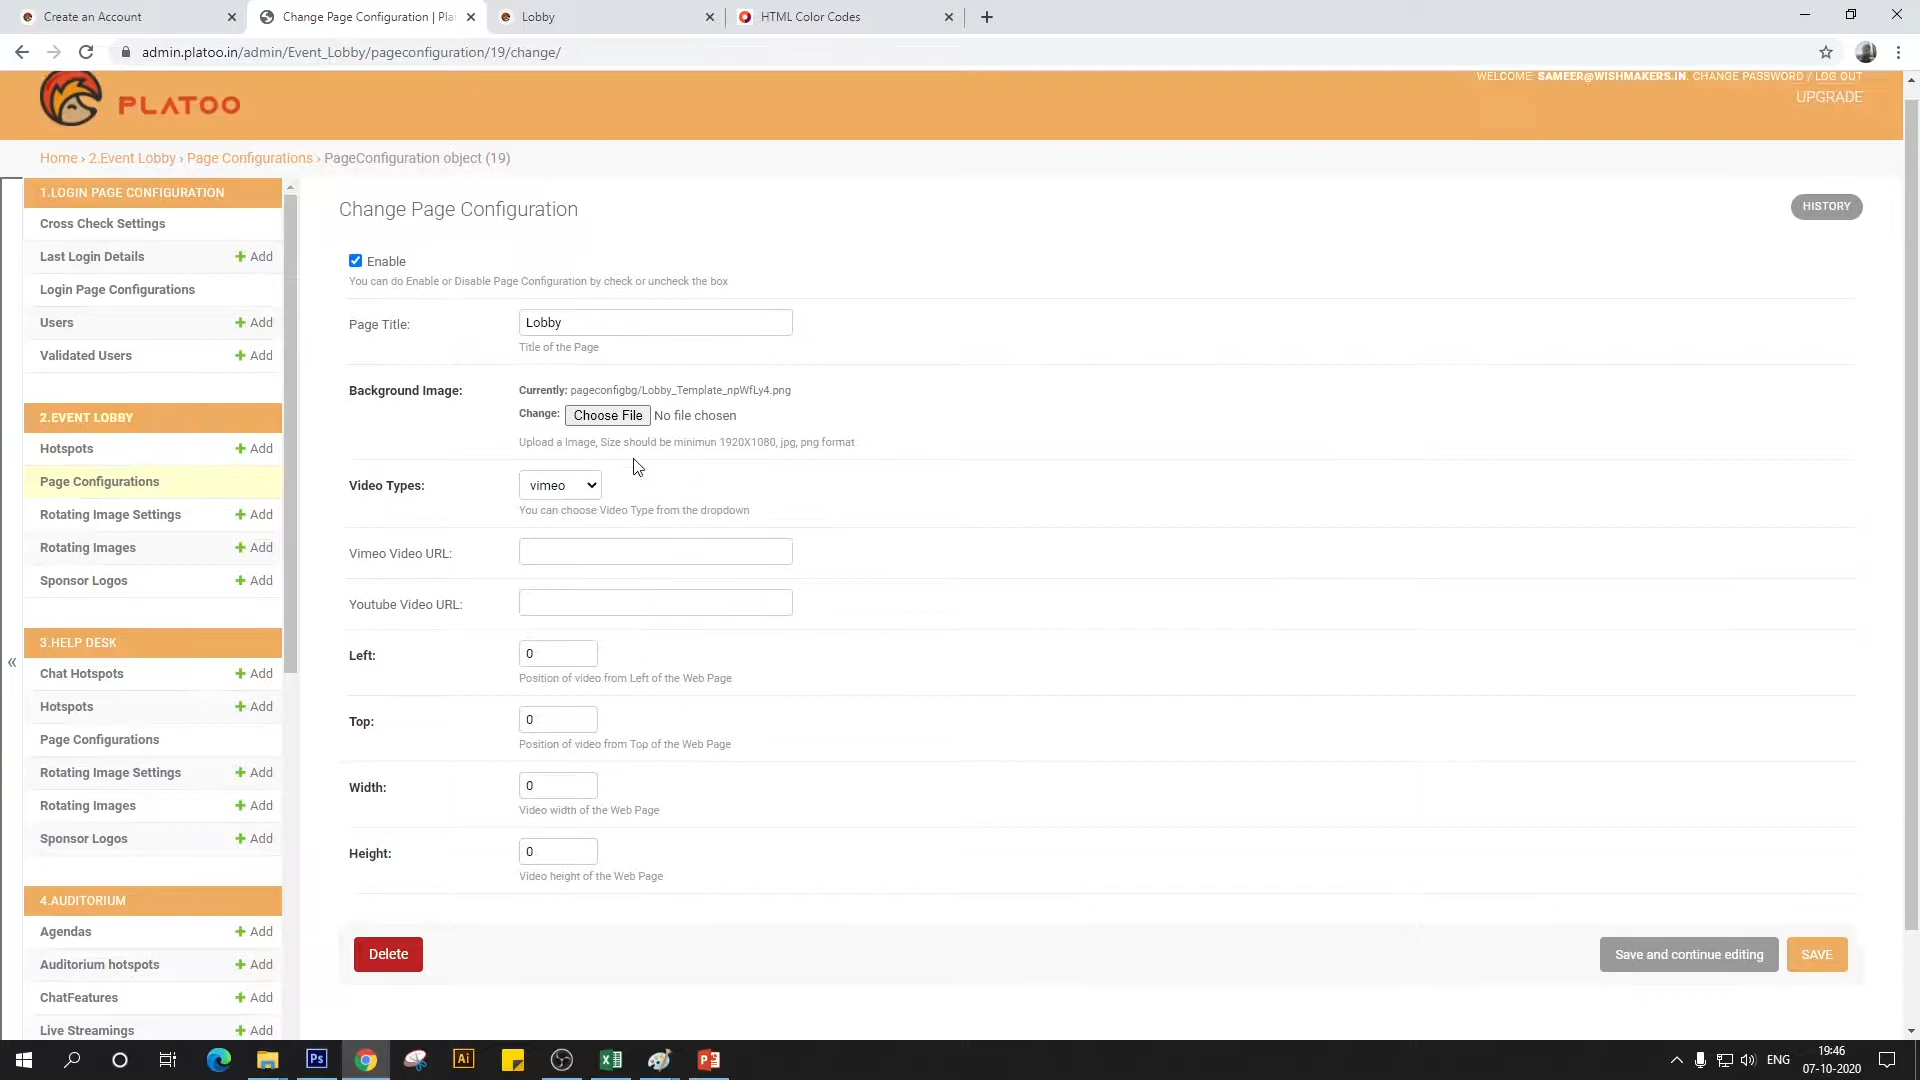 Create an Account
Change Page Configuration | Pla
Lobby
HTML Color Codes
admin.platoo.in/admin/Event_Lobby/pageconfiguration/19/change/
PLATOO
WELCOME, SAMEER@WISHMAKERS.IN. CHANGE PASSWORD / LOG OUT
UPGRADE
Home › 2.Event Lobby › Page Configurations › PageConfiguration object (19)
1.LOGIN PAGE CONFIGURATION
Cross Check Settings
Last Login Details Add
Login Page Configurations
Users Add
Validated Users Add
2.EVENT LOBBY
Hotspots Add
Page Configurations
Rotating Image Settings Add
Rotating Images Add
Sponsor Logos Add
3.HELP DESK
Chat Hotspots Add
Hotspots Add
Page Configurations
Rotating Image Settings Add
Rotating Images Add
Sponsor Logos Add
4.AUDITORIUM
Agendas Add
Auditorium hotspots Add
ChatFeatures Add
Live Streamings Add
«
Change Page Configuration
HISTORY
Enable
You can do Enable or Disable Page Configuration by check or uncheck the box
Page Title: Lobby
Title of the Page
Background Image: Currently: pageconfigbg/Lobby_Template_npWfLy4.png
Change: Choose File No file chosen
Upload a Image, Size should be minimun 1920X1080, jpg, png format
Video Types: vimeo
You can choose Video Type from the dropdown
Vimeo Video URL:
Youtube Video URL:
Left: 0
Position of video from Left of the Web Page
Top: 0
Position of video from Top of the Web Page
Width: 0
Video width of the Web Page
Height: 0
Video height of the Web Page
Delete
Save and continue editing
SAVE
Ps
Ai
ENG
19:46
07-10-2020